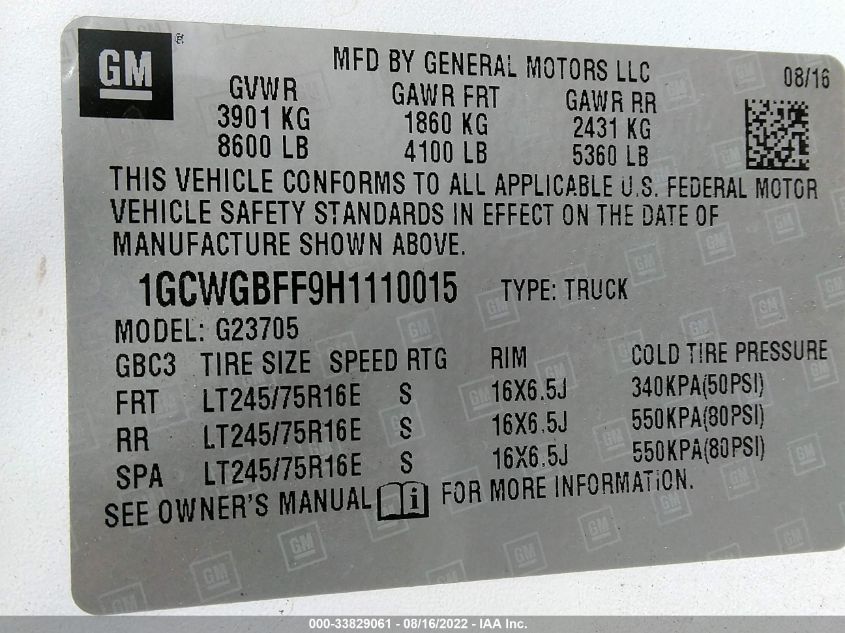 GM
®
MFD BY GENERAL MOTORS LLC
08/16
GVWR GAWR FRT GAWR RR
3901 KG 1860 KG 2431 KG
8600 LB 4100 LB 5360 LB
THIS VEHICLE CONFORMS TO ALL APPLICABLE U.S. FEDERAL MOTOR
VEHICLE SAFETY STANDARDS IN EFFECT ON THE DATE OF
MANUFACTURE SHOWN ABOVE.
1GCWGBFF9H1110015 TYPE: TRUCK
MODEL: G23705
GBC3 TIRE SIZE SPEED RTG RIM COLD TIRE PRESSURE
FRT LT245/75R16E S 16X6.5J 340KPA(50PSI)
RR LT245/75R16E S 16X6.5J 550KPA(80PSI)
SPA LT245/75R16E S 16X6.5J 550KPA(80PSI)
SEE OWNER'S MANUAL i FOR MORE INFORMATION.
000-33829061 - 08/16/2022 - IAA Inc.